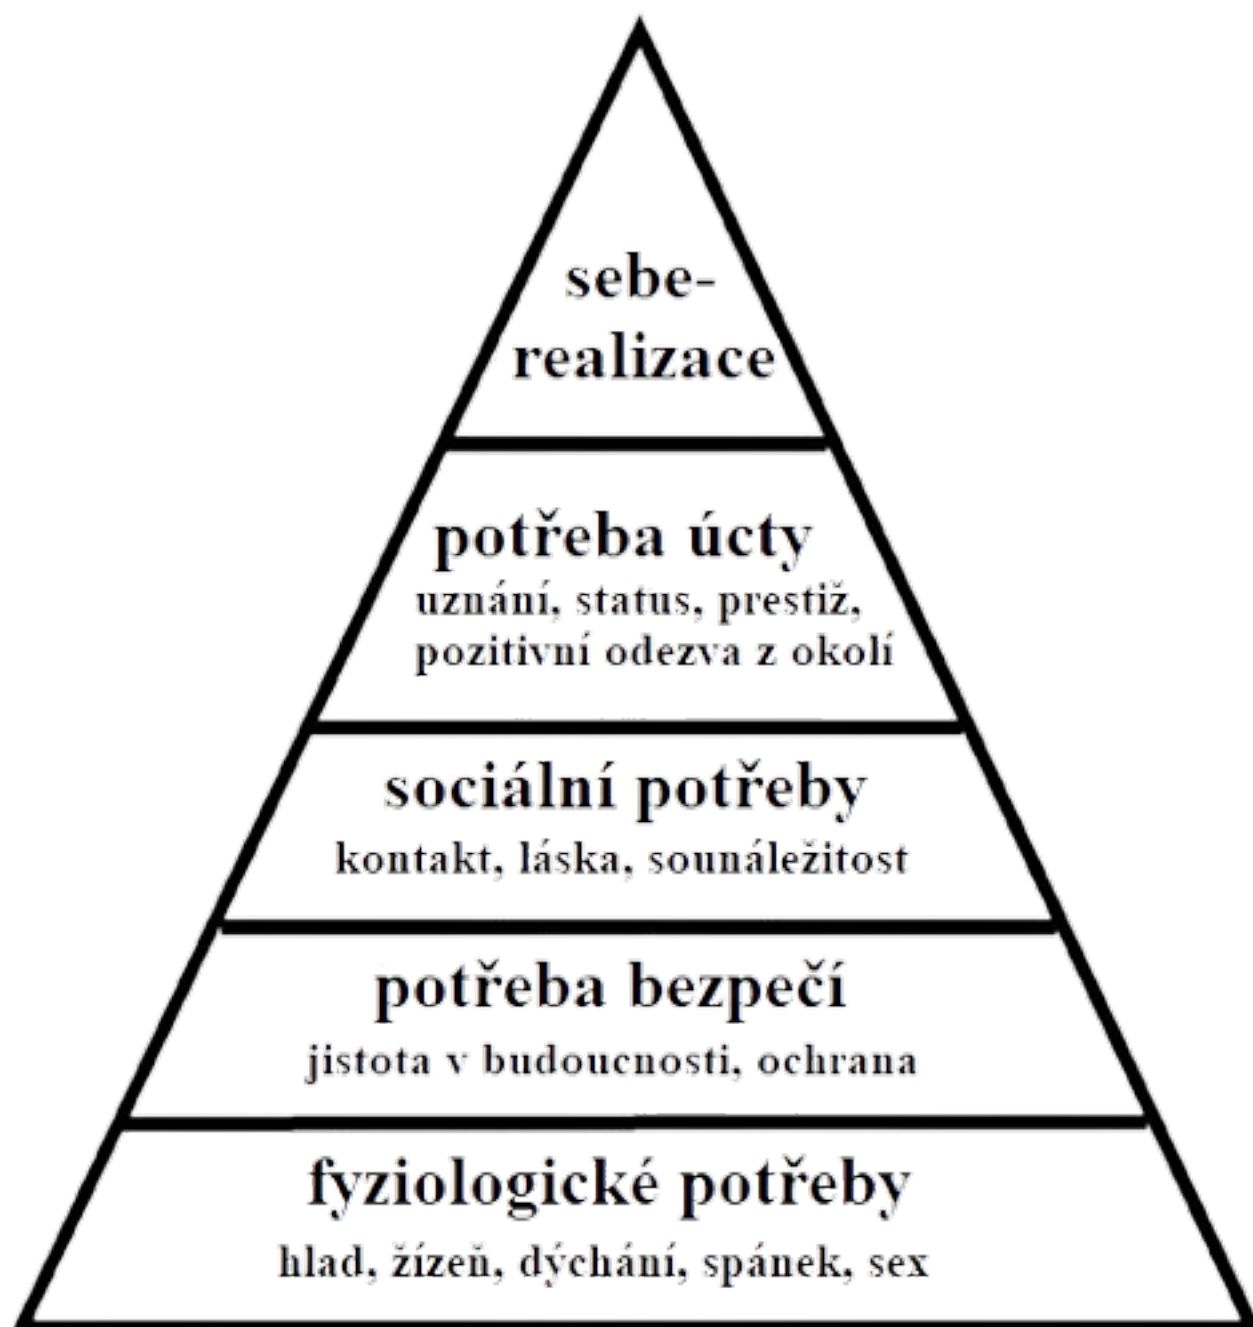 sebe-
realizace
potřeba úcty
uznání, status, prestiž,
pozitivní odezva z okolí
sociální potřeby
kontakt, láska, sounáležitost
potřeba bezpečí
jistota v budoucnosti, ochrana
fyziologické potřeby
hlad, žízeň, dýchání, spánek, sex